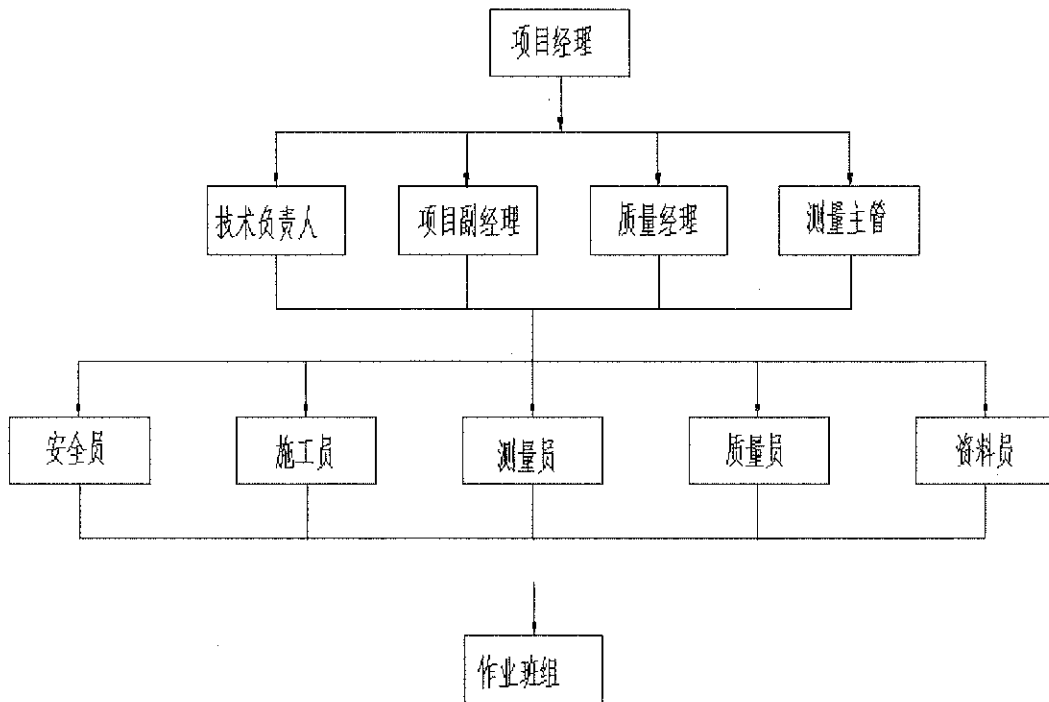 项目经理
技术负责人
项目副经理
质量经理
测量主管
安全员
施工员
测量员
质量员
资料员
作业班组